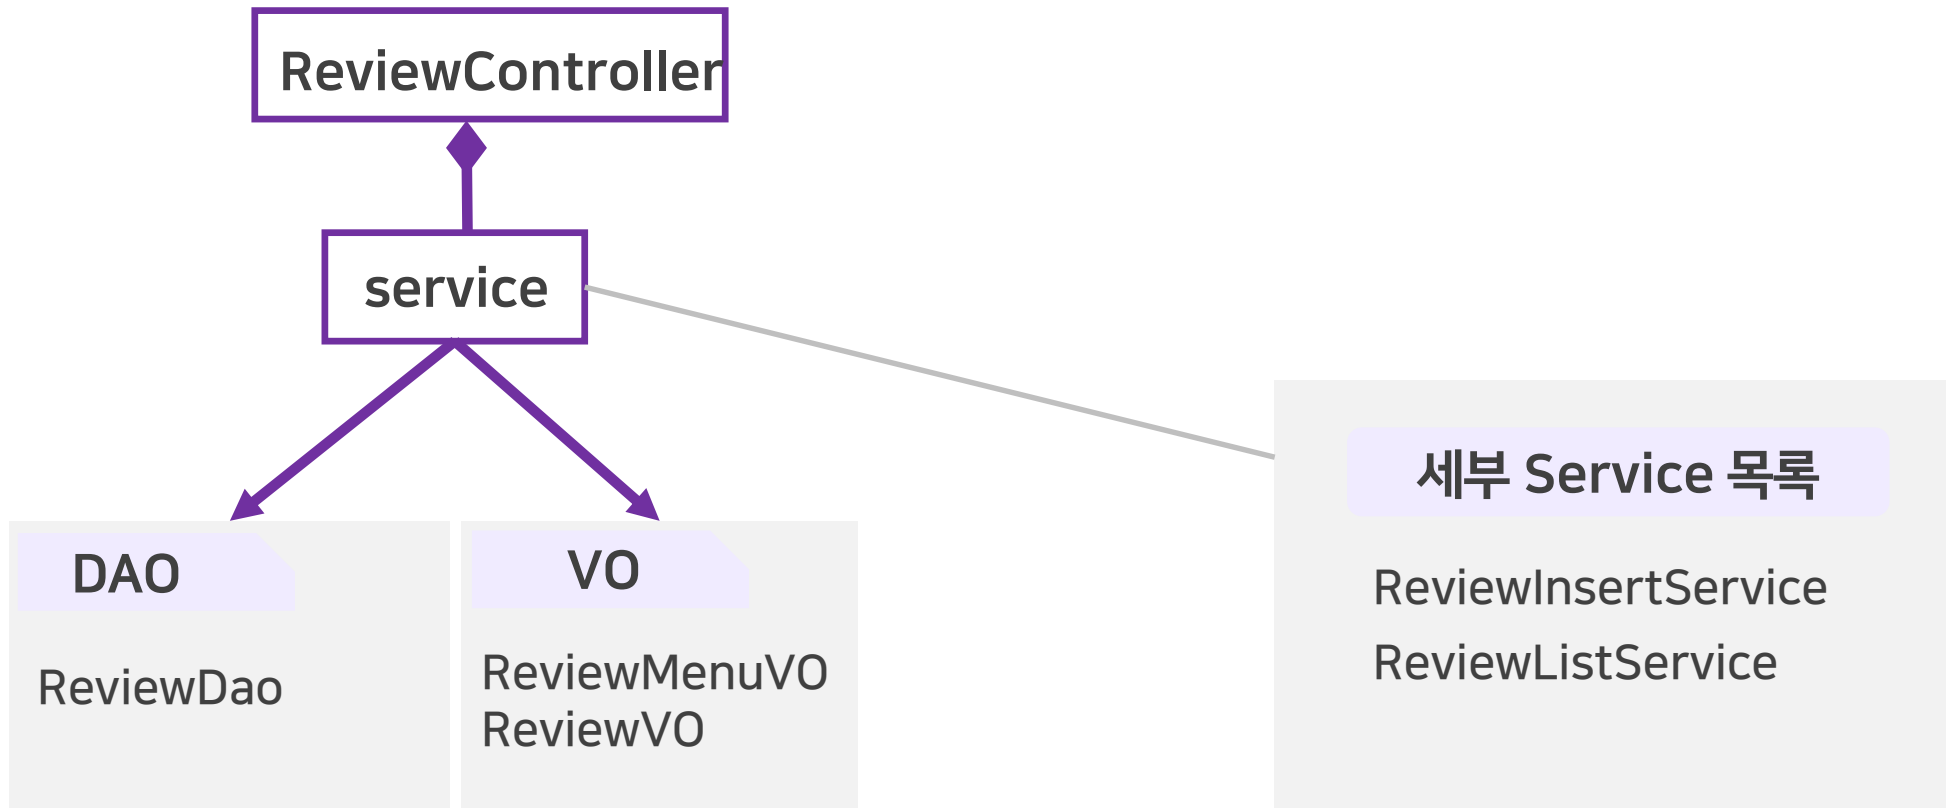 ReviewController
service
DAO
ReviewDao
VO
ReviewMenuVO
ReviewVO
세부 Service 목록
ReviewInsertService
ReviewListService